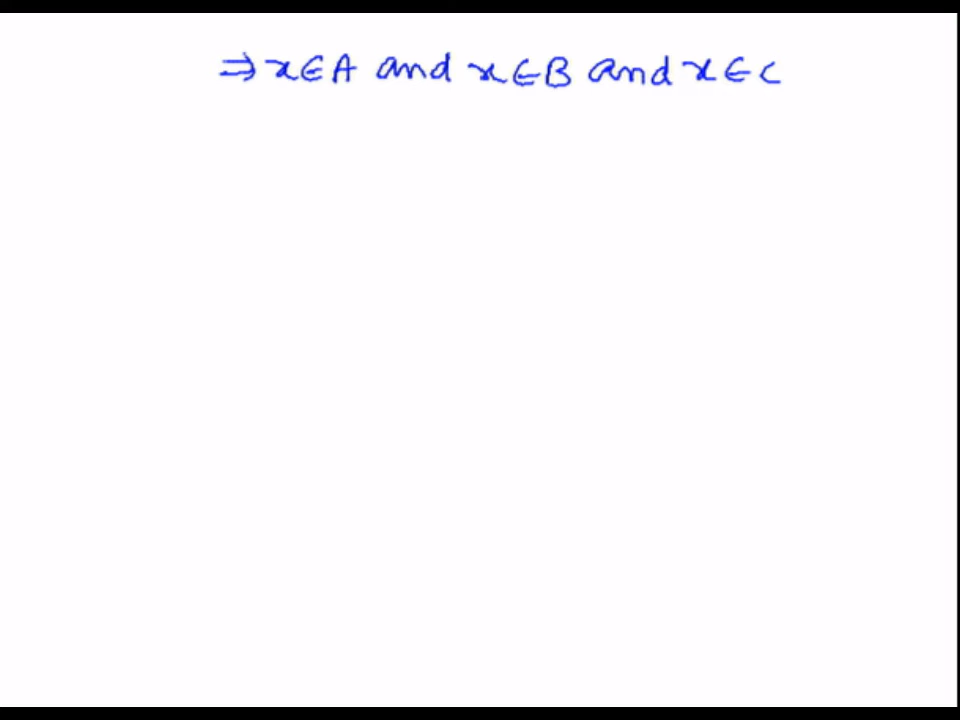 ⇒ x∈A and x∈B and x∈C